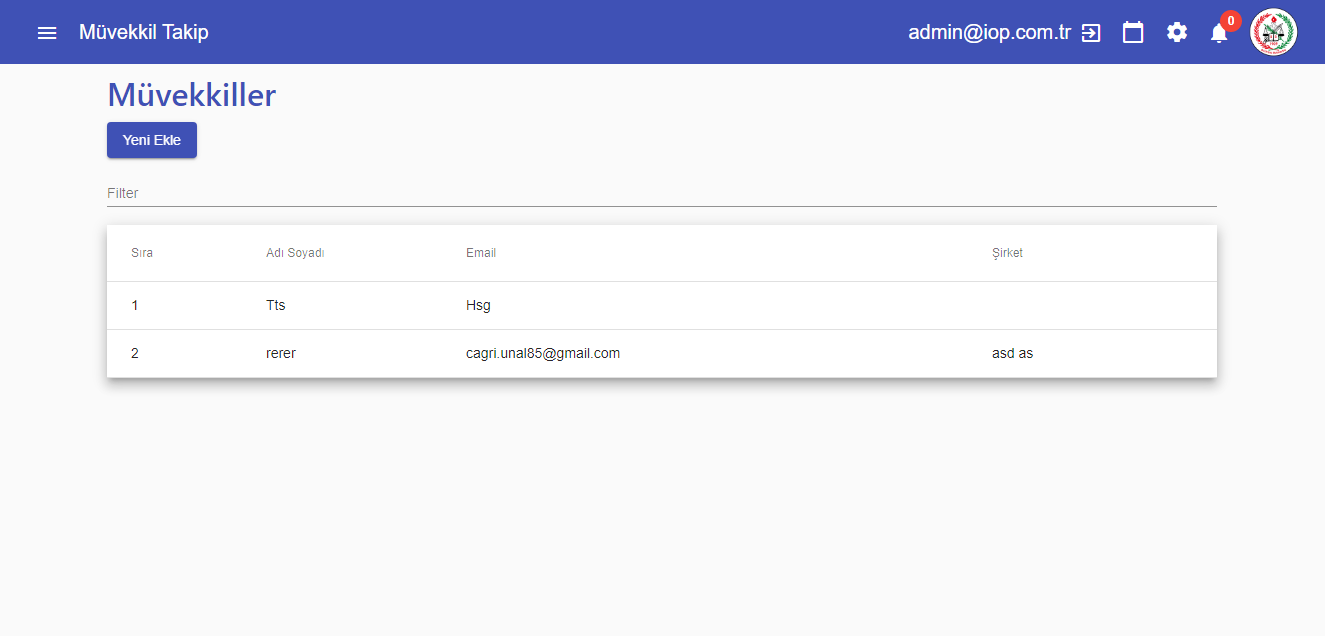 Müvekkil Takip admin@iop.com.tr 0
Müvekkiller
Yeni Ekle
Filter
Sıra Adı Soyadı Email Şirket
1 Tts Hsg
2 rerer cagri.unal85@gmail.com asd as